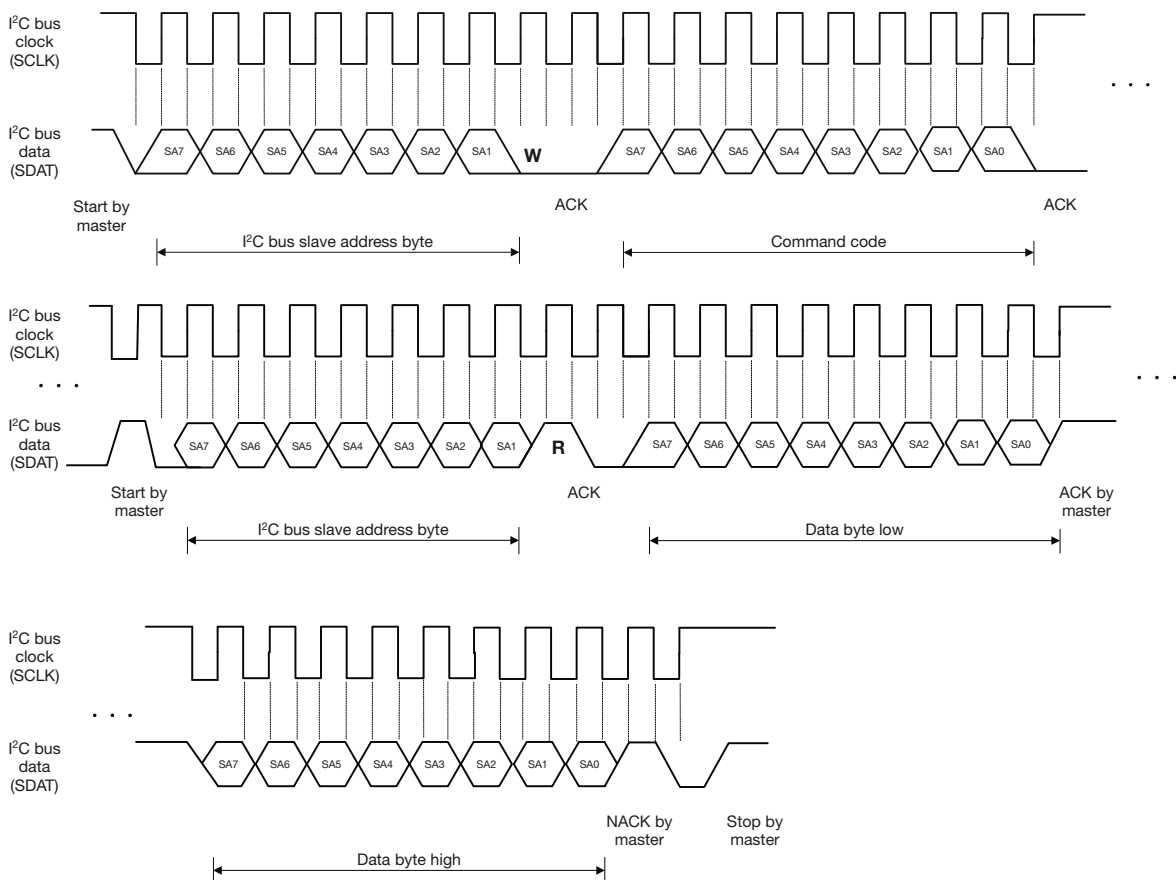 I²C bus
clock
(SCLK)
. . .
I²C bus
data
(SDAT)
SA7 SA6 SA5 SA4 SA3 SA2 SA1 W SA7 SA6 SA5 SA4 SA3 SA2 SA1 SA0
Start by
master
ACK
ACK
I²C bus slave address byte
Command code
I²C bus
clock
(SCLK)
. . .
. . .
I²C bus
data
(SDAT)
SA7 SA6 SA5 SA4 SA3 SA2 SA1 R SA7 SA6 SA5 SA4 SA3 SA2 SA1 SA0
Start by
master
ACK
ACK by
master
I²C bus slave address byte
Data byte low
I²C bus
clock
(SCLK)
. . .
I²C bus
data
(SDAT)
SA7 SA6 SA5 SA4 SA3 SA2 SA1 SA0
NACK by
master
Stop by
master
Data byte high